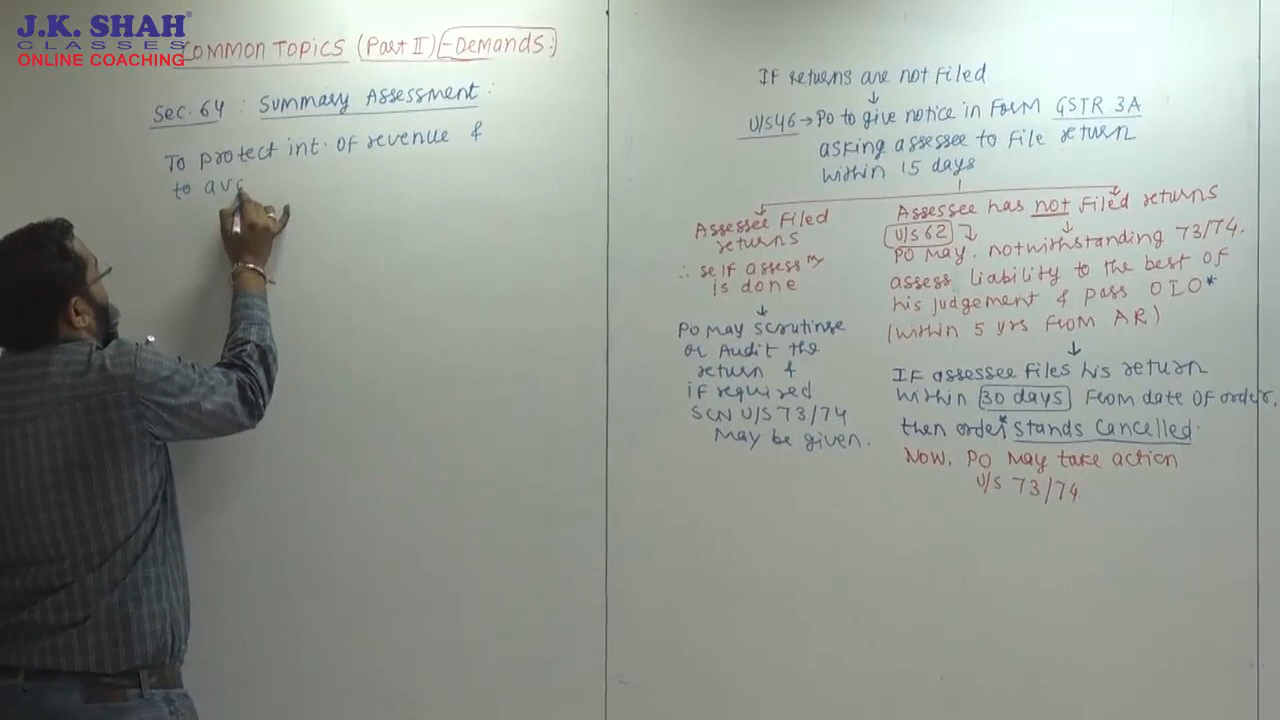 J.K. SHAH®
CLASSES
ONLINE COACHING
COMMON TOPICS (Part II) - Demands:)
Sec. 64 : Summary Assessment :
To protect int. of revenue &
to avo
If returns are not filed
↓
U/S 46 → PO to give notice in Form GSTR 3A
asking assessee to file return
within 15 days
Assessee filed
returns
∴ self assessmy
is done
↓
PO may scrutinse
or Audit the
return &
if required
SCN U/S 73/74
may be given.
Assessee has not filed returns
U/S 62
PO may, notwithstanding 73/74.
assess liability to the best of
his judgement & pass OIO*
(within 5 yrs from AR)
↓
If assessee files his return
within 30 days from date of order,
then order* stands cancelled.
Now, PO may take action
U/S 73/74.